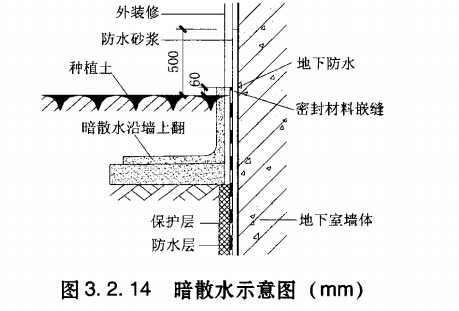 外装修
防水砂浆
500
60
种植土
地下防水
密封材料嵌缝
暗散水沿墙上翻
保护层
地下室墙体
防水层
图3.2.14 暗散水示意图（mm）